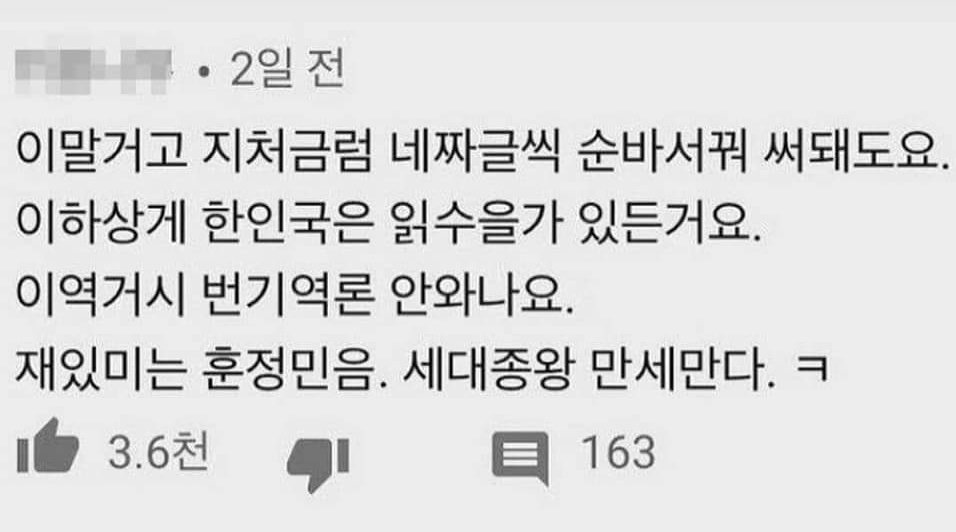 • 2일 전
이말거고 지처금럼 네짜글씩 순바서꿔 써돼도요.
이하상게 한인국은 읽수을가 있든거요.
이역거시 번기역론 안와나요.
재있미는 훈정민음. 세대종왕 만세만다. ㅋ
3.6천 163